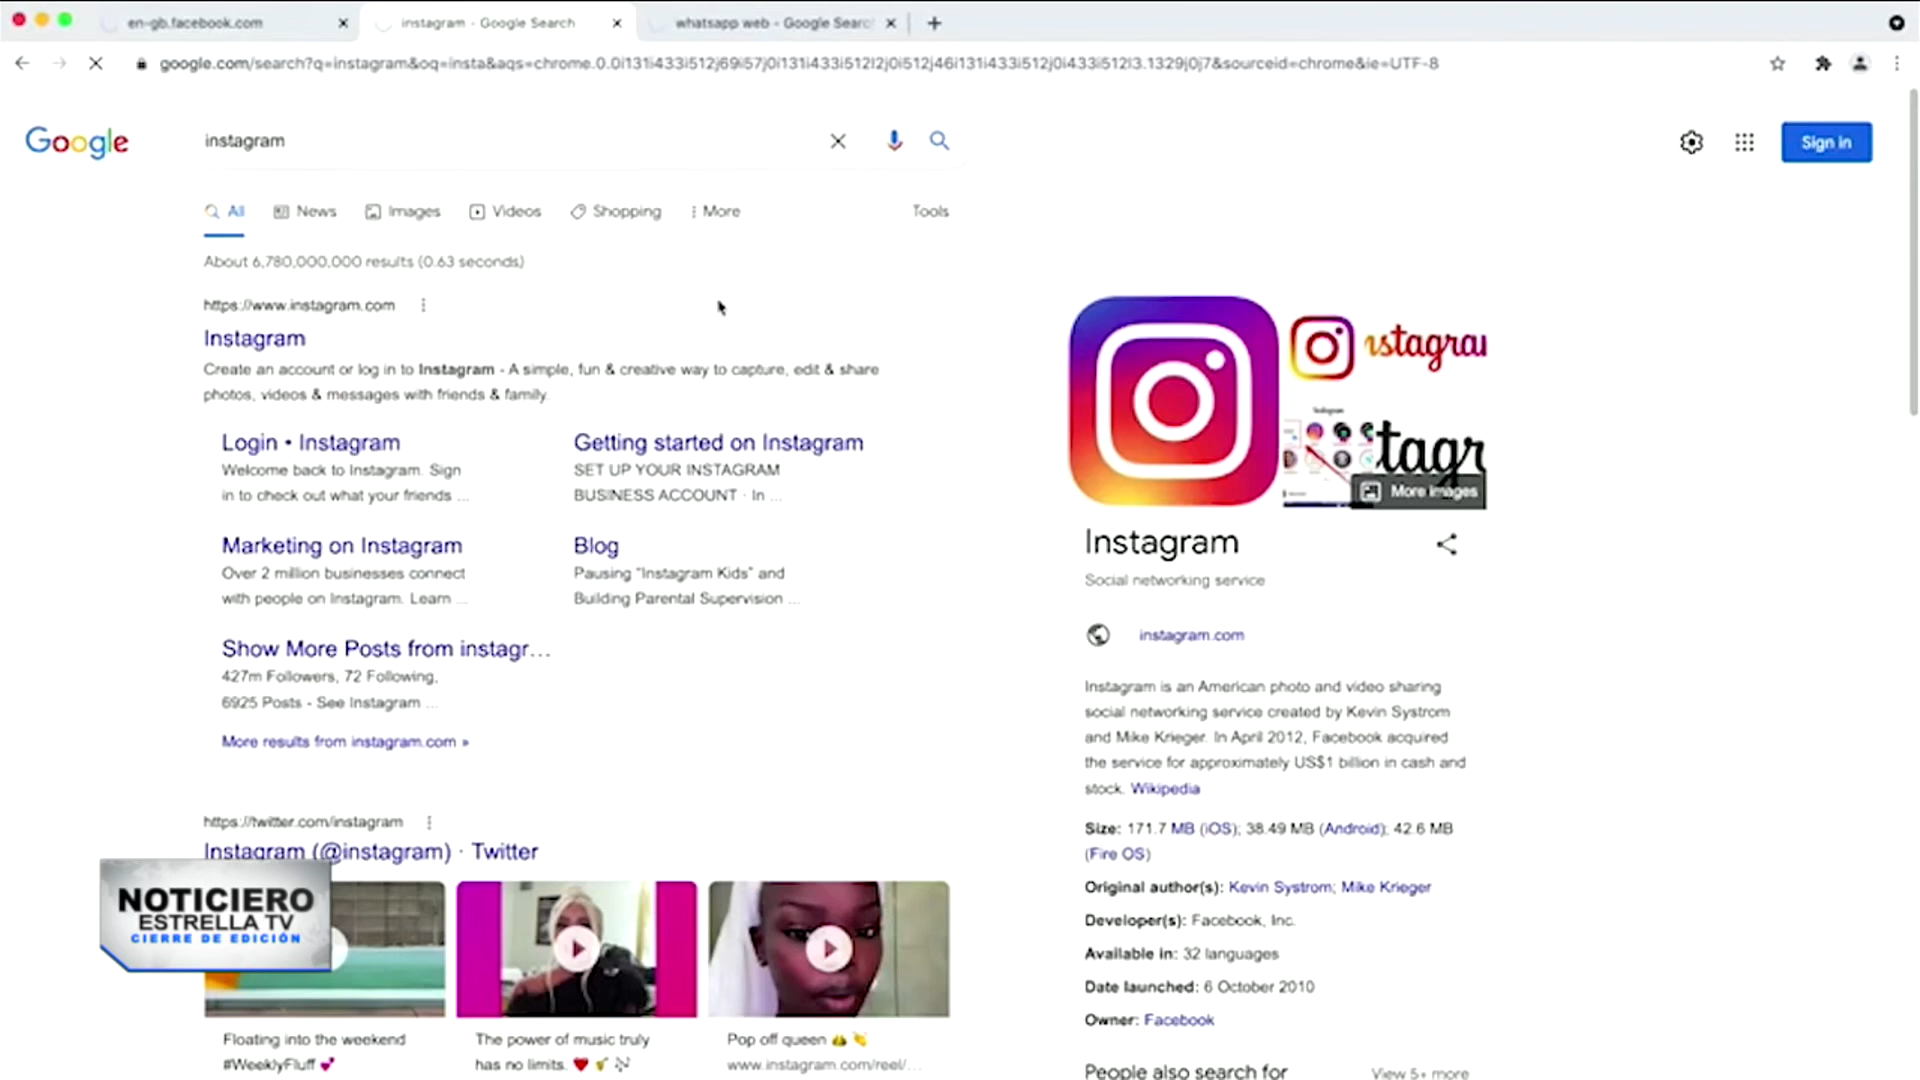 en-gb.facebook.com
instagram - Google Search
whatsapp web - Google Searc
google.com/search?q=instagram&oq=insta&aqs=chrome.0.0i131i433i512j69i57j0i131i433i512l2j0i512j46i131i433i512j0i433i512l3.1329j0j7&sourceid=chrome&ie=UTF-8
Google
instagram
Sign in
All
News
Images
Videos
Shopping
More
Tools
About 6,780,000,000 results (0.63 seconds)
https://www.instagram.com
Instagram
Create an account or log in to Instagram - A simple, fun & creative way to capture, edit & share
photos, videos & messages with friends & family.
Login • Instagram
Welcome back to Instagram. Sign
in to check out what your friends ...
Getting started on Instagram
SET UP YOUR INSTAGRAM
BUSINESS ACCOUNT · In ...
Marketing on Instagram
Over 2 million businesses connect
with people on Instagram. Learn ...
Blog
Pausing "Instagram Kids" and
Building Parental Supervision ...
Show More Posts from instagr...
427m Followers, 72 Following,
6925 Posts - See Instagram ...
More results from instagram.com »
https://twitter.com/instagram
Instagram (@instagram) · Twitter
NOTICIERO
ESTRELLA TV
CIERRE DE EDICIÓN
Floating into the weekend
#WeeklyFluff 💕
The power of music truly
has no limits. ❤️
Pop off queen
www.instagram.com/reel/...
ıstagraı
tagr
More images
Instagram
Social networking service
instagram.com
Instagram is an American photo and video sharing
social networking service created by Kevin Systrom
and Mike Krieger. In April 2012, Facebook acquired
the service for approximately US$1 billion in cash and
stock. Wikipedia
Size: 171.7 MB (iOS); 38.49 MB (Android); 42.6 MB
(Fire OS)
Original author(s): Kevin Systrom; Mike Krieger
Developer(s): Facebook, Inc.
Available in: 32 languages
Date launched: 6 October 2010
Owner: Facebook
People also search for
View 5+ more